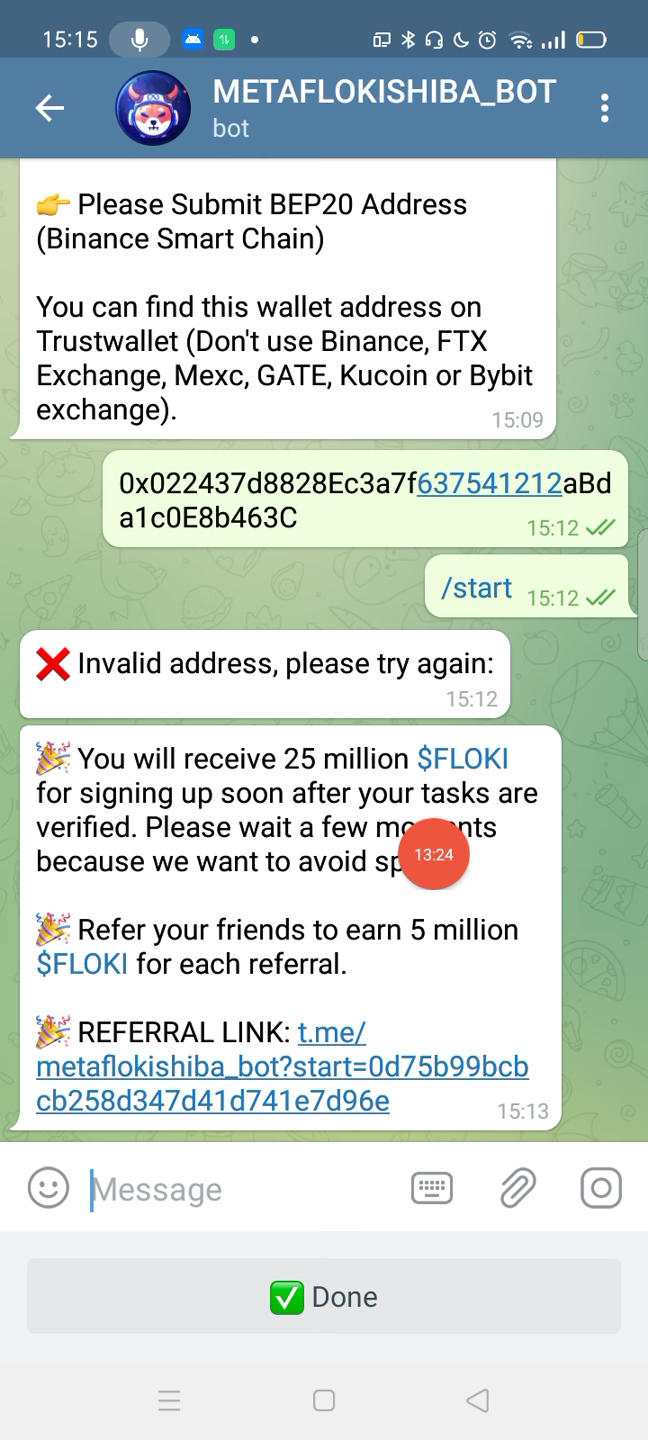 15:15
METAFLOKISHIBA_BOT
bot
👉 Please Submit BEP20 Address
(Binance Smart Chain)
You can find this wallet address on
Trustwallet (Don't use Binance, FTX
Exchange, Mexc, GATE, Kucoin or Bybit
exchange).
15:09
0x022437d8828Ec3a7f637541212aBd
a1c0E8b463C
15:12
/start
15:12
❌ Invalid address, please try again:
15:12
🎉 You will receive 25 million $FLOKI
for signing up soon after your tasks are
verified. Please wait a few
because we want to avoid
13:24
🎉 Refer your friends to earn 5 million
$FLOKI for each referral.
🎉 REFERRAL LINK: t.me/
metaflokishiba_bot?start=0d75b99bcb
cb258d347d41d741e7d96e
15:13
Message
✅ Done